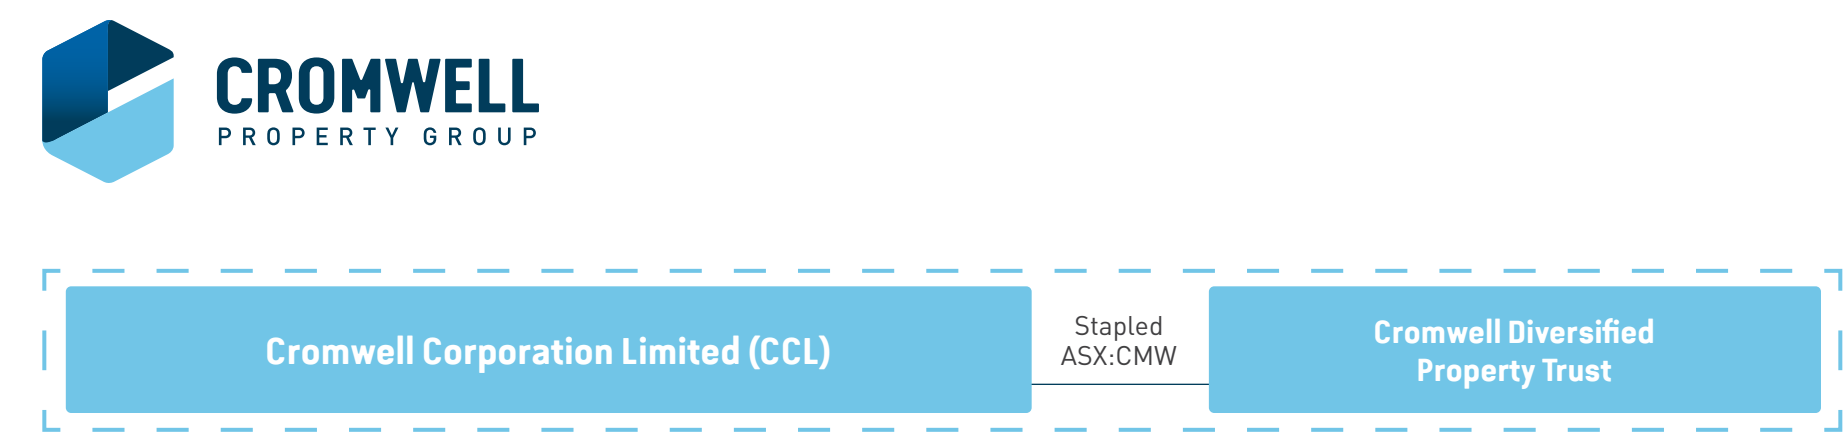 CROMWELL
PROPERTY GROUP
Cromwell Corporation Limited (CCL)
Stapled
ASX:CMW
Cromwell Diversified
Property Trust